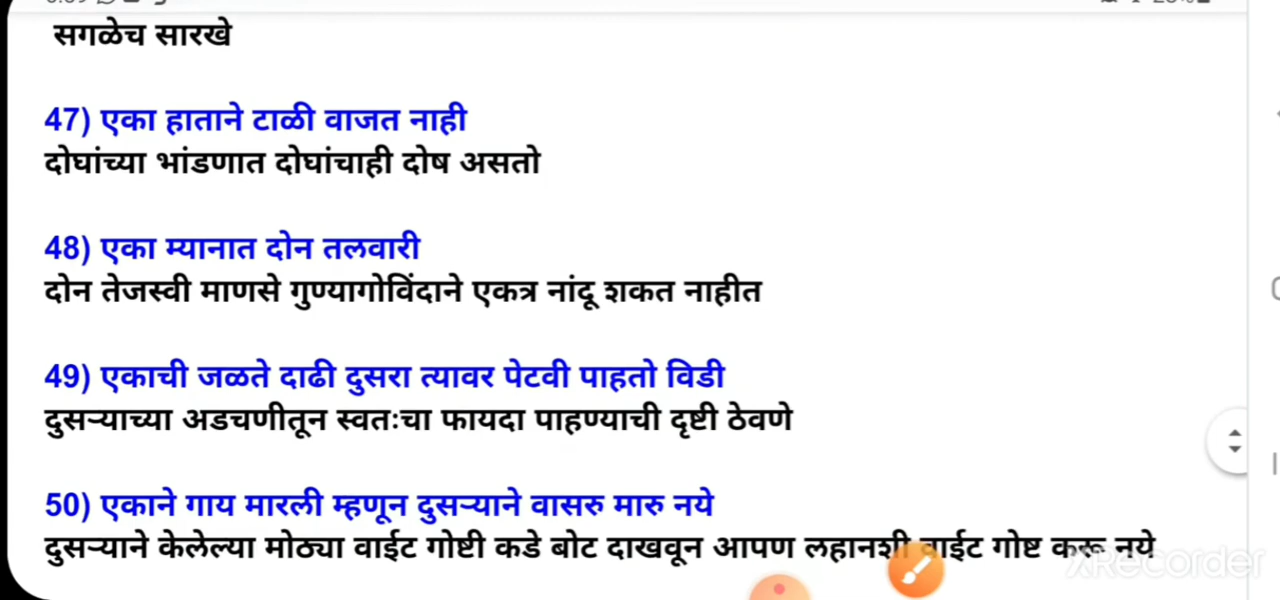 सगळेच सारखे
47) एका हाताने टाळी वाजत नाही
दोघांच्या भांडणात दोघांचाही दोष असतो
48) एका म्यानात दोन तलवारी
दोन तेजस्वी माणसे गुण्यागोविंदाने एकत्र नांदू शकत नाहीत
49) एकाची जळते दाढी दुसरा त्यावर पेटवी पाहतो विडी
दुसऱ्याच्या अडचणीतून स्वतःचा फायदा पाहण्याची दृष्टी ठेवणे
50) एकाने गाय मारली म्हणून दुसऱ्याने वासरु मारु नये
दुसऱ्याने केलेल्या मोठ्या वाईट गोष्टी कडे बोट दाखवून आपण लहानशी वाईट गोष्ट करू नये
XRecorder